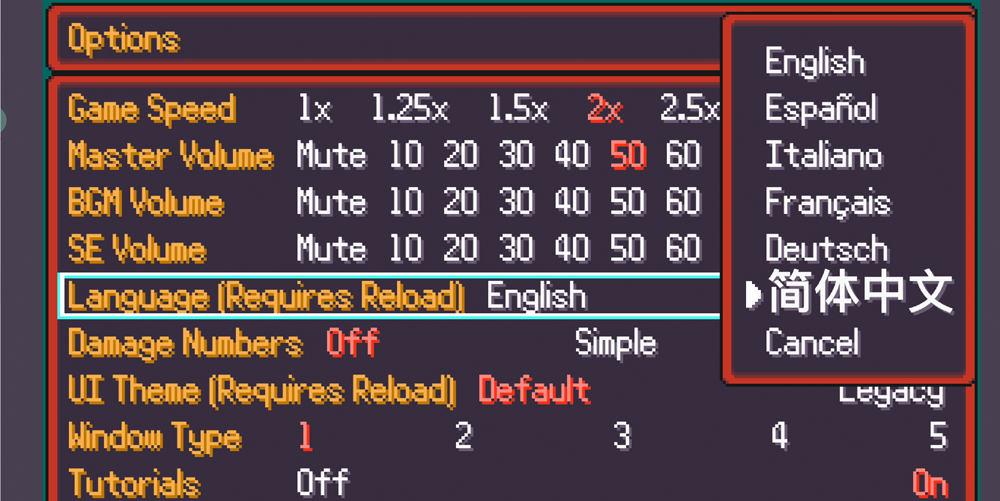 Options
Game Speed 1x 1.25x 1.5x 2x 2.5x
Master Volume Mute 10 20 30 40 50 60
BGM Volume Mute 10 20 30 40 50 60
SE Volume Mute 10 20 30 40 50 60
Language (Requires Reload) English
Damage Numbers Off Simple
UI Theme (Requires Reload) Default Legacy
Window Type 1 2 3 4 5
Tutorials Off On
English
Español
Italiano
Français
Deutsch
简体中文
Cancel